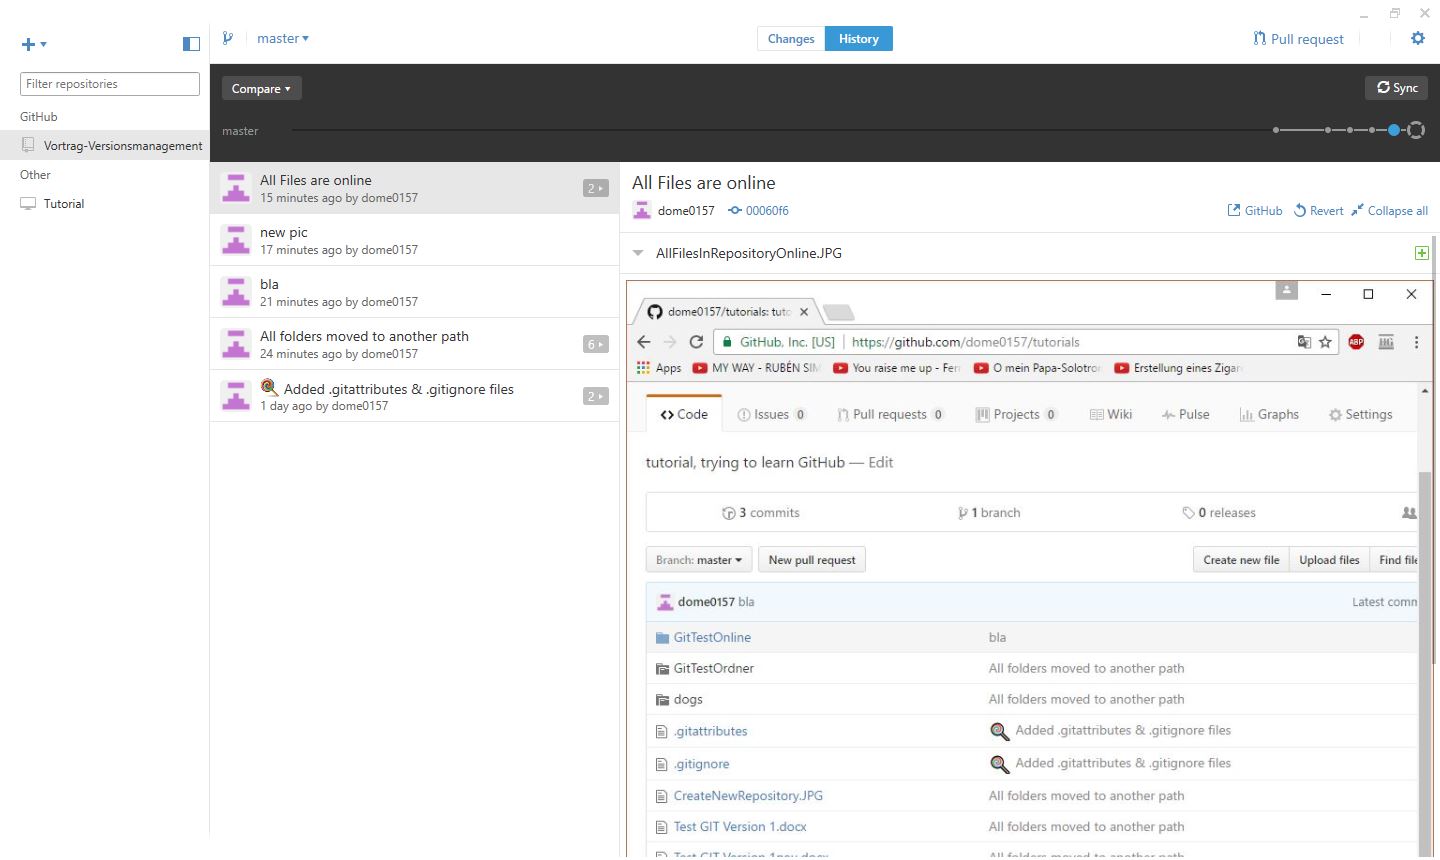 master
Changes
History
Pull request
Filter repositories
GitHub
Vortrag-Versionsmanagement
Other
Tutorial
Compare
Sync
master
All Files are online
15 minutes ago by dome0157
2
new pic
17 minutes ago by dome0157
bla
21 minutes ago by dome0157
All folders moved to another path
24 minutes ago by dome0157
6
Added .gitattributes & .gitignore files
1 day ago by dome0157
2
All Files are online
dome0157 00060f6
GitHub Revert Collapse all
AllFilesInRepositoryOnline.JPG
dome0157/tutorials: tuto
GitHub, Inc. [US] https://github.com/dome0157/tutorials
ABP
Apps MY WAY - RUBÉN SIM You raise me up - Ferr O mein Papa-Solotron Erstellung eines Zigar
Code Issues 0 Pull requests 0 Projects 0 Wiki Pulse Graphs Settings
tutorial, trying to learn GitHub — Edit
3 commits 1 branch 0 releases
Branch: master New pull request Create new file Upload files Find file
dome0157 bla Latest comm
GitTestOnline bla
GitTestOrdner All folders moved to another path
dogs All folders moved to another path
.gitattributes Added .gitattributes & .gitignore files
.gitignore Added .gitattributes & .gitignore files
CreateNewRepository.JPG All folders moved to another path
Test GIT Version 1.docx All folders moved to another path